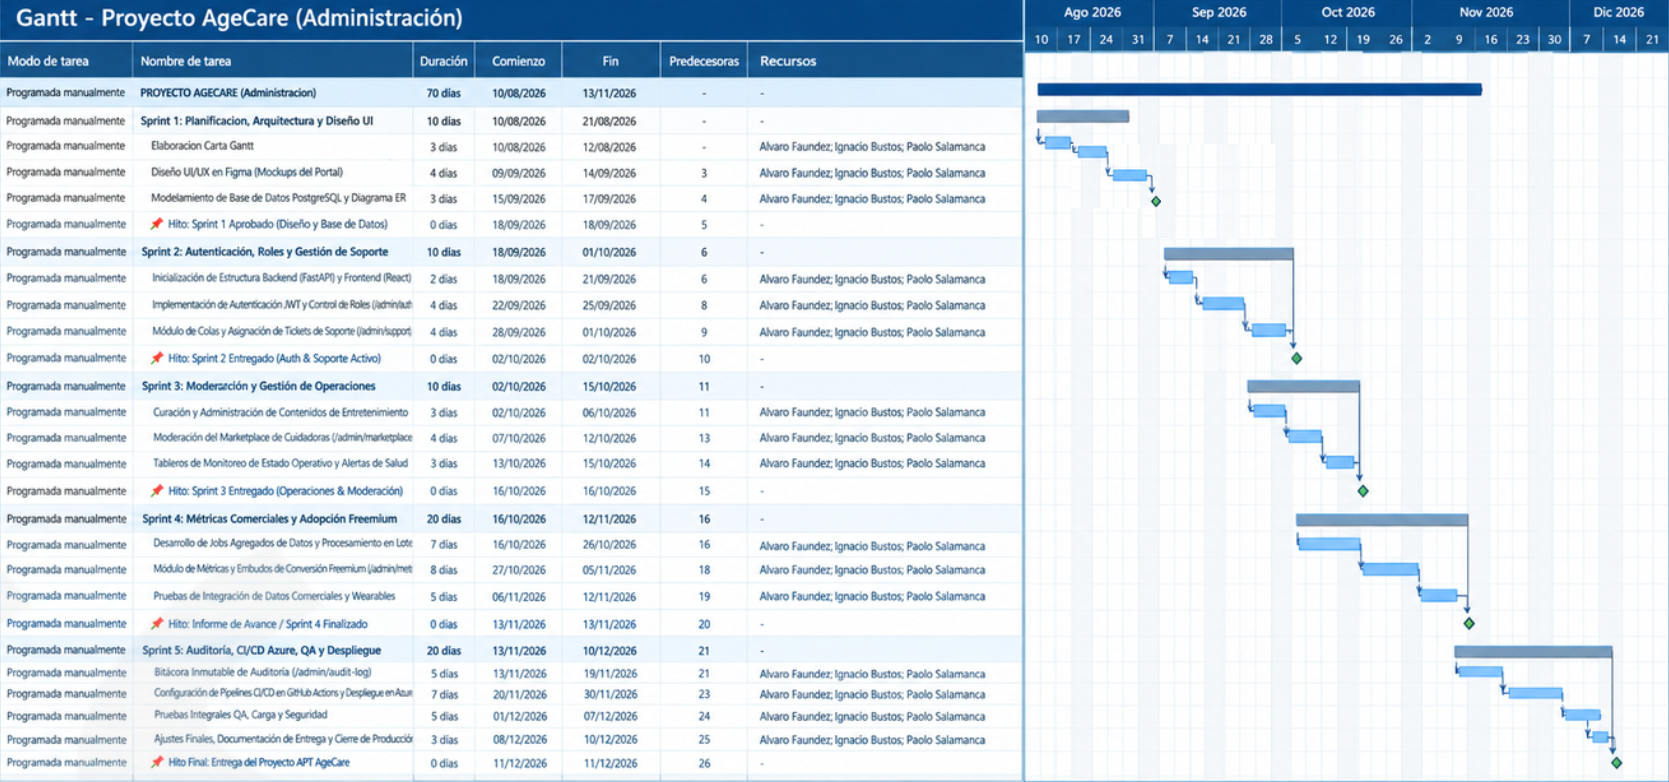 Gantt - Proyecto AgeCare (Administración)
Ago 2026 Sep 2026 Oct 2026 Nov 2026 Dic 2026
10 17 24 31 7 14 21 28 5 12 19 26 2 9 16 23 30 7 14 21
Modo de tarea Nombre de tarea Duración Comienzo Fin Predecesoras Recursos
Programada manualmente PROYECTO AGECARE (Administracion) 70 días 10/08/2026 13/11/2026 - -
Programada manualmente Sprint 1: Planificacion, Arquitectura y Diseño UI 10 días 10/08/2026 21/08/2026 - -
Programada manualmente Elaboracion Carta Gantt 3 días 10/08/2026 12/08/2026 - Alvaro Faundez; Ignacio Bustos; Paolo Salamanca
Programada manualmente Diseño UI/UX en Figma (Mockups del Portal) 4 días 09/09/2026 14/09/2026 3 Alvaro Faundez; Ignacio Bustos; Paolo Salamanca
Programada manualmente Modelamiento de Base de Datos PostgreSQL y Diagrama ER 3 días 15/09/2026 17/09/2026 4 Alvaro Faundez; Ignacio Bustos; Paolo Salamanca
Programada manualmente Hito: Sprint 1 Aprobado (Diseño y Base de Datos) 0 días 18/09/2026 18/09/2026 5 -
Programada manualmente Sprint 2: Autenticación, Roles y Gestión de Soporte 10 días 18/09/2026 01/10/2026 6 -
Programada manualmente Inicialización de Estructura Backend (FastAPI) y Frontend (React) 2 días 18/09/2026 21/09/2026 6 Alvaro Faundez; Ignacio Bustos; Paolo Salamanca
Programada manualmente Implementación de Autenticación JWT y Control de Roles (/admin/auth 4 días 22/09/2026 25/09/2026 8 Alvaro Faundez; Ignacio Bustos; Paolo Salamanca
Programada manualmente Módulo de Colas y Asignación de Tickets de Soporte (/admin/support 4 días 28/09/2026 01/10/2026 9 Alvaro Faundez; Ignacio Bustos; Paolo Salamanca
Programada manualmente Hito: Sprint 2 Entregado (Auth & Soporte Activo) 0 días 02/10/2026 02/10/2026 10 -
Programada manualmente Sprint 3: Moderación y Gestión de Operaciones 10 días 02/10/2026 15/10/2026 11 -
Programada manualmente Curación y Administración de Contenidos de Entretenimiento 3 días 02/10/2026 06/10/2026 11 Alvaro Faundez; Ignacio Bustos; Paolo Salamanca
Programada manualmente Moderación del Marketplace de Cuidadoras (/admin/marketplace 4 días 07/10/2026 12/10/2026 13 Alvaro Faundez; Ignacio Bustos; Paolo Salamanca
Programada manualmente Tableros de Monitoreo de Estado Operativo y Alertas de Salud 3 días 13/10/2026 15/10/2026 14 Alvaro Faundez; Ignacio Bustos; Paolo Salamanca
Programada manualmente Hito: Sprint 3 Entregado (Operaciones & Moderación) 0 días 16/10/2026 16/10/2026 15 -
Programada manualmente Sprint 4: Métricas Comerciales y Adopción Freemium 20 días 16/10/2026 12/11/2026 16 -
Programada manualmente Desarrollo de Jobs Agregados de Datos y Procesamiento en Lote 7 días 16/10/2026 26/10/2026 16 Alvaro Faundez; Ignacio Bustos; Paolo Salamanca
Programada manualmente Módulo de Métricas y Embudos de Conversión Freemium (/admin/metr 8 días 27/10/2026 05/11/2026 18 Alvaro Faundez; Ignacio Bustos; Paolo Salamanca
Programada manualmente Pruebas de Integración de Datos Comerciales y Wearables 5 días 06/11/2026 12/11/2026 19 Alvaro Faundez; Ignacio Bustos; Paolo Salamanca
Programada manualmente Hito: Informe de Avance / Sprint 4 Finalizado 0 días 13/11/2026 13/11/2026 20 -
Programada manualmente Sprint 5: Auditoría, CI/CD Azure, QA y Despliegue 20 días 13/11/2026 10/12/2026 21 -
Programada manualmente Bitácora Inmutable de Auditoría (/admin/audit-log) 5 días 13/11/2026 19/11/2026 21 Alvaro Faundez; Ignacio Bustos; Paolo Salamanca
Programada manualmente Configuración de Pipelines CI/CD en GitHub Actions y Despliegue en Azure 7 días 20/11/2026 30/11/2026 23 Alvaro Faundez; Ignacio Bustos; Paolo Salamanca
Programada manualmente Pruebas Integrales QA, Carga y Seguridad 5 días 01/12/2026 07/12/2026 24 Alvaro Faundez; Ignacio Bustos; Paolo Salamanca
Programada manualmente Ajustes Finales, Documentación de Entrega y Cierre de Producción 3 días 08/12/2026 10/12/2026 25 Alvaro Faundez; Ignacio Bustos; Paolo Salamanca
Programada manualmente Hito Final: Entrega del Proyecto APT AgeCare 0 días 11/12/2026 11/12/2026 26 -